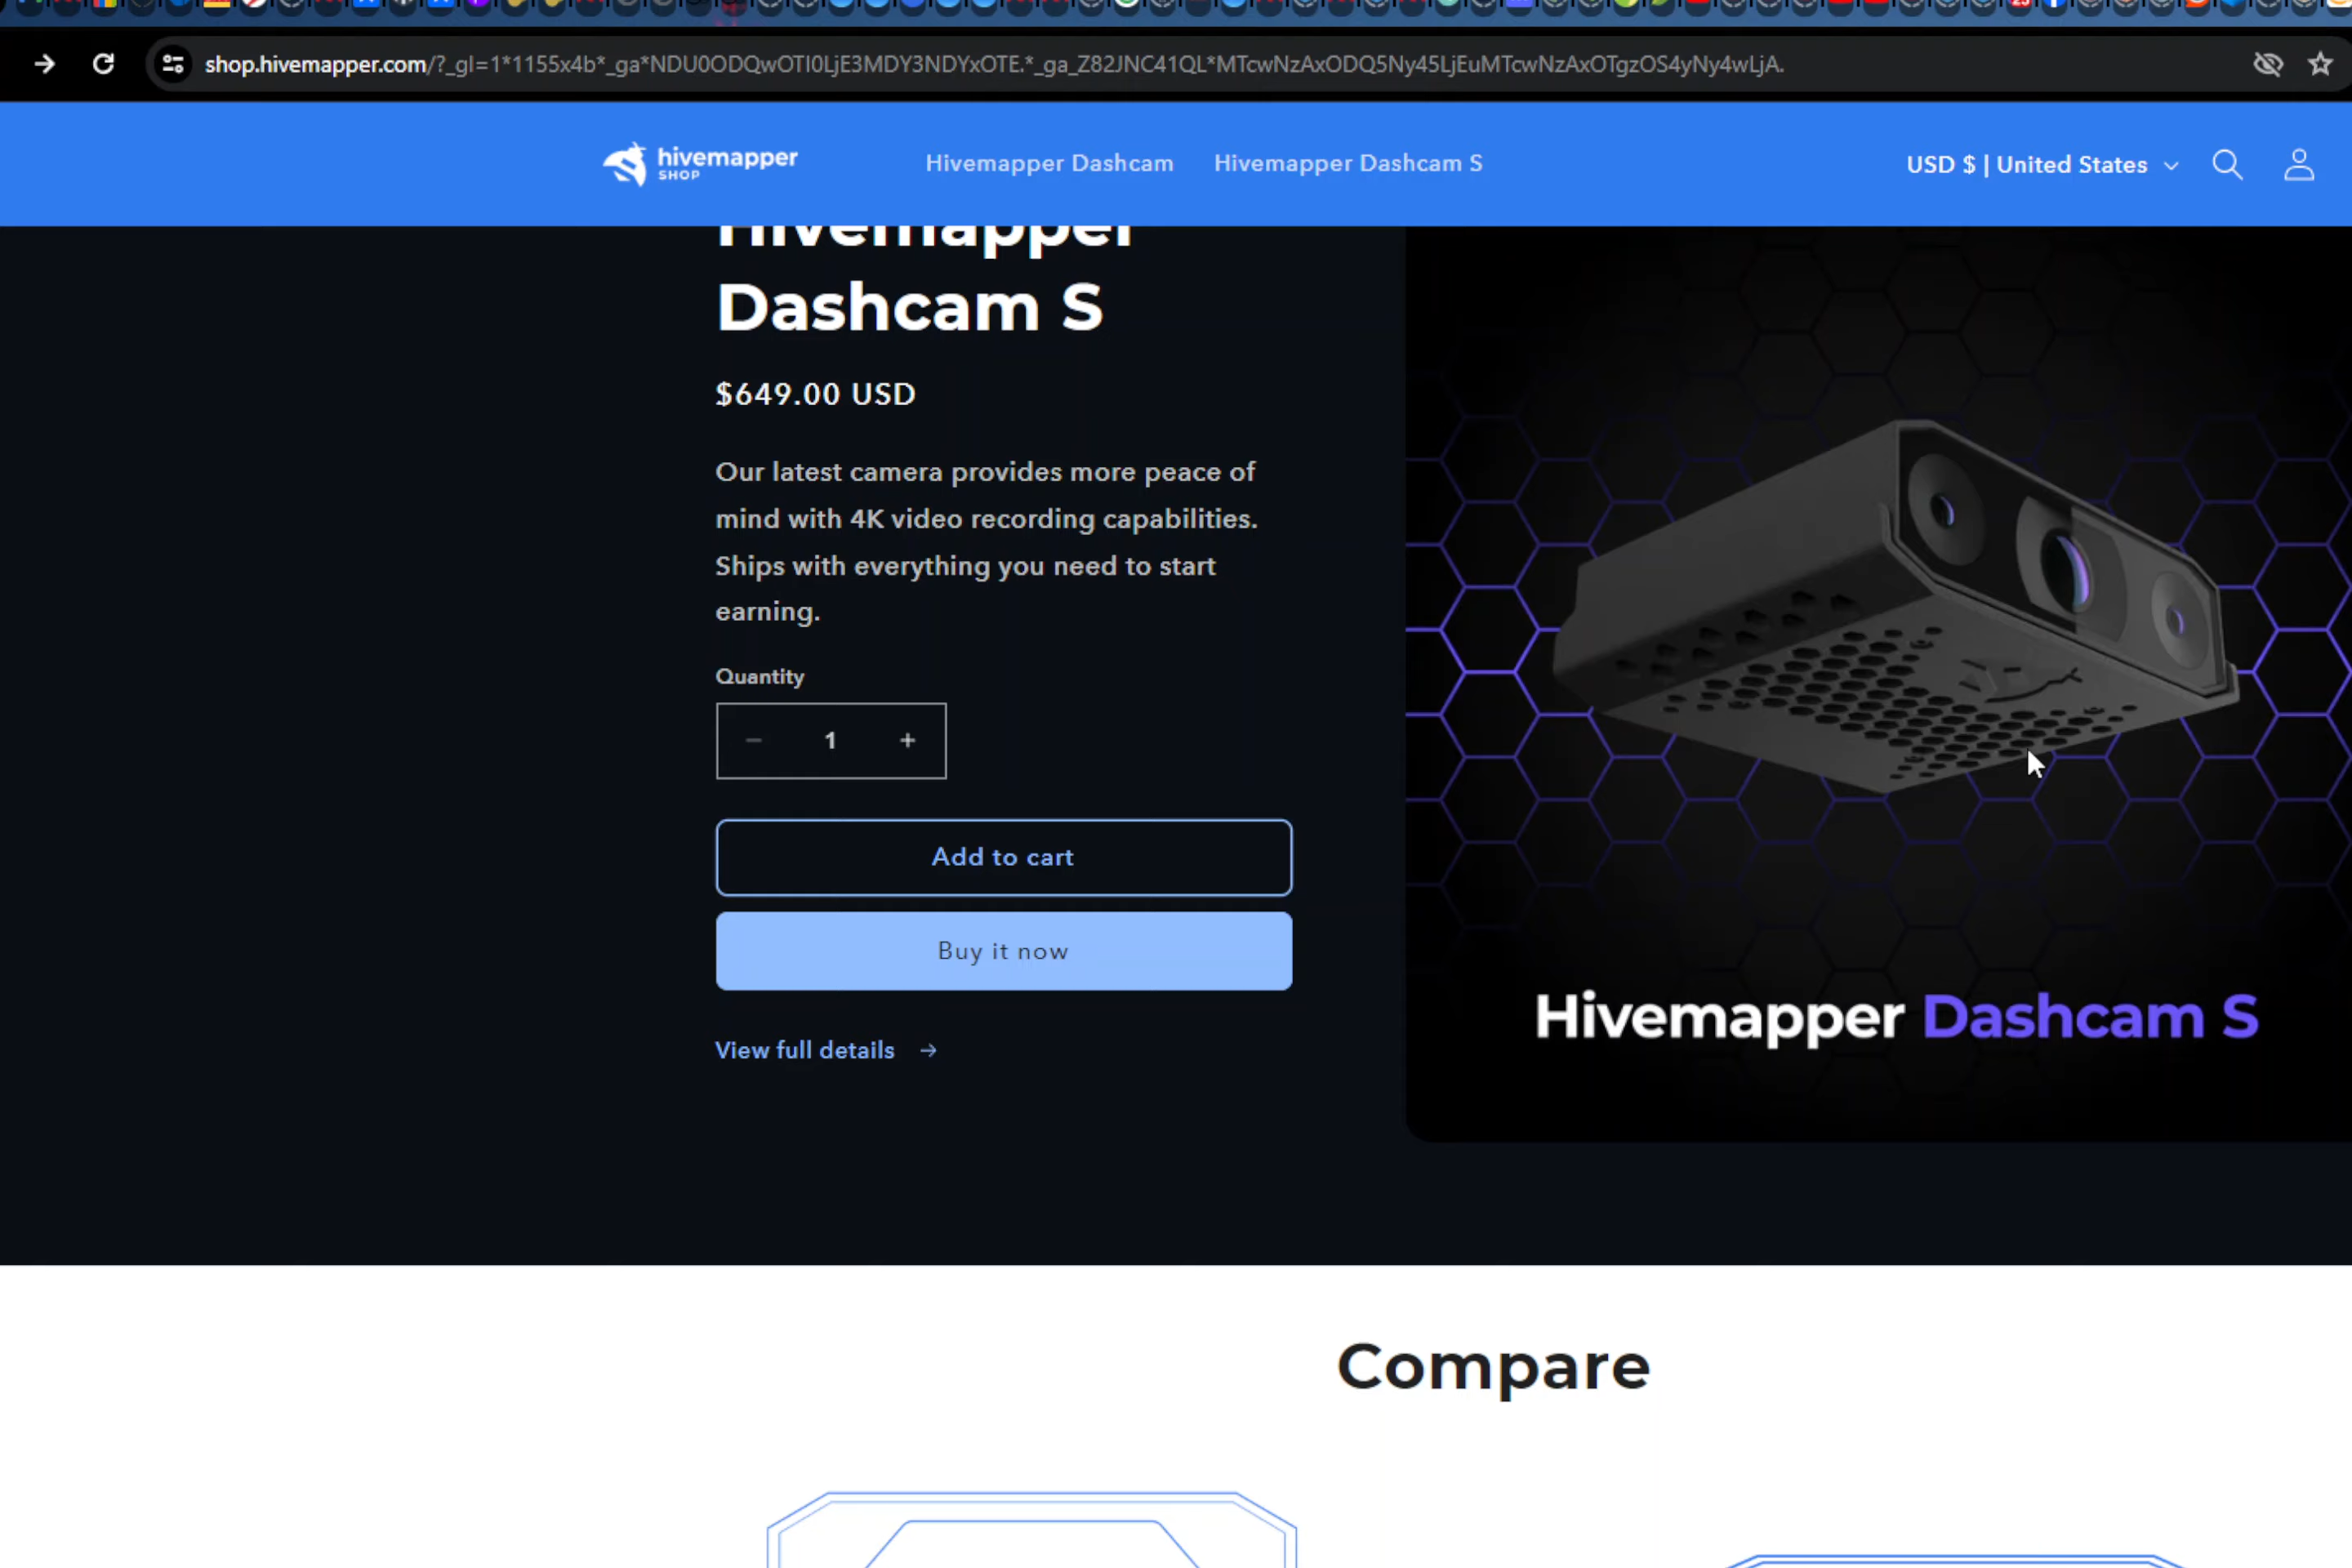 shop.hivemapper.com/?_gl=1*1155x4b*_ga*NDU0ODQwOTI0LjE3MDY3NDYxOTE.*_ga_Z82JNC41QL*MTcwNzAxODQ5Ny45LjEuMTcwNzAxOTgzOS4yNy4wLjA.
hivemapper
SHOP
Hivemapper Dashcam
Hivemapper Dashcam S
USD $ | United States
Hivemapper
Dashcam S
$649.00 USD
Our latest camera provides more peace of
mind with 4K video recording capabilities.
Ships with everything you need to start
earning.
Quantity
− 1 +
Add to cart
Buy it now
View full details →
Hivemapper Dashcam S
Compare